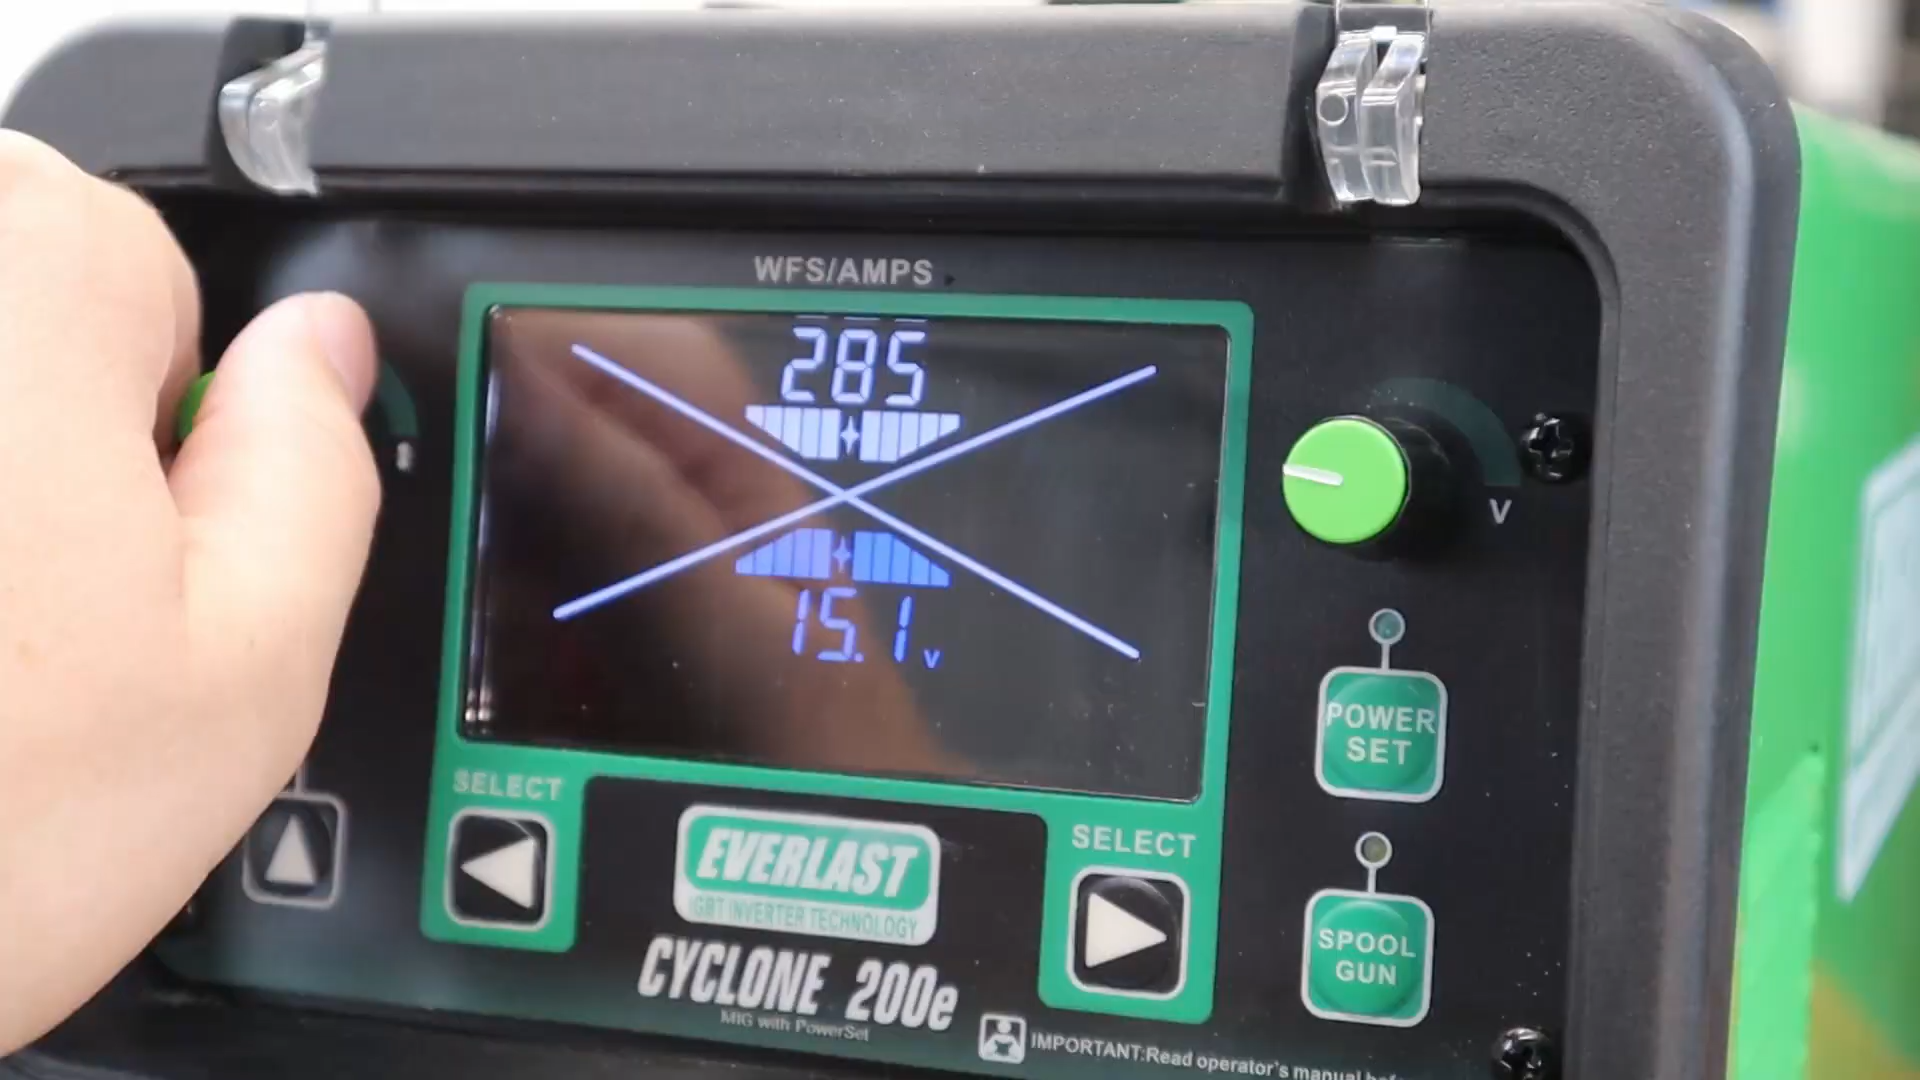 WFS/AMPS
285
15.1 V
V
POWER
SET
SELECT
SELECT
EVERLAST
IGBT INVERTER TECHNOLOGY
SPOOL
GUN
CYCLONE 200e
MIG with PowerSet
IMPORTANT:Read operator's manual